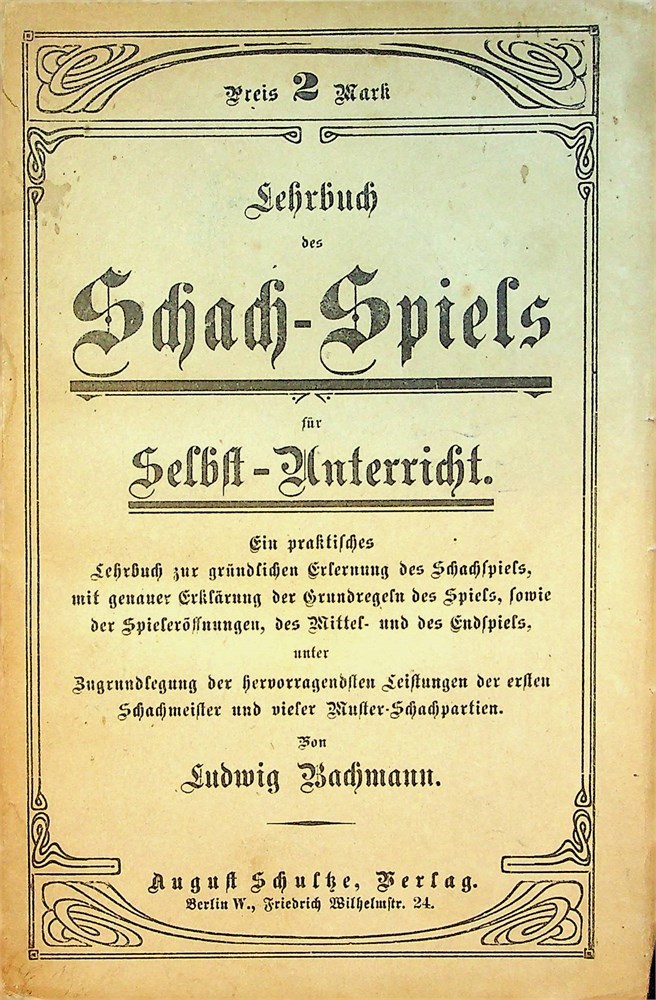 Preis 2 Mark
Lehrbuch
des
Schach-Spiels
für
Selbst-Unterricht.
Ein praktisches
Lehrbuch zur gründlichen Erlernung des Schachspiels,
mit genauer Erklärung der Grundregeln des Spiels, sowie
der Spieleröffnungen, des Mittel- und des Endspiels,
unter
Zugrundlegung der hervorragendsten Leistungen der ersten
Schachmeister und vieler Muster-Schachpartien.
Von
Ludwig Bachmann.
August Schultze, Verlag.
Berlin W., Friedrich Wilhelmstr. 24.